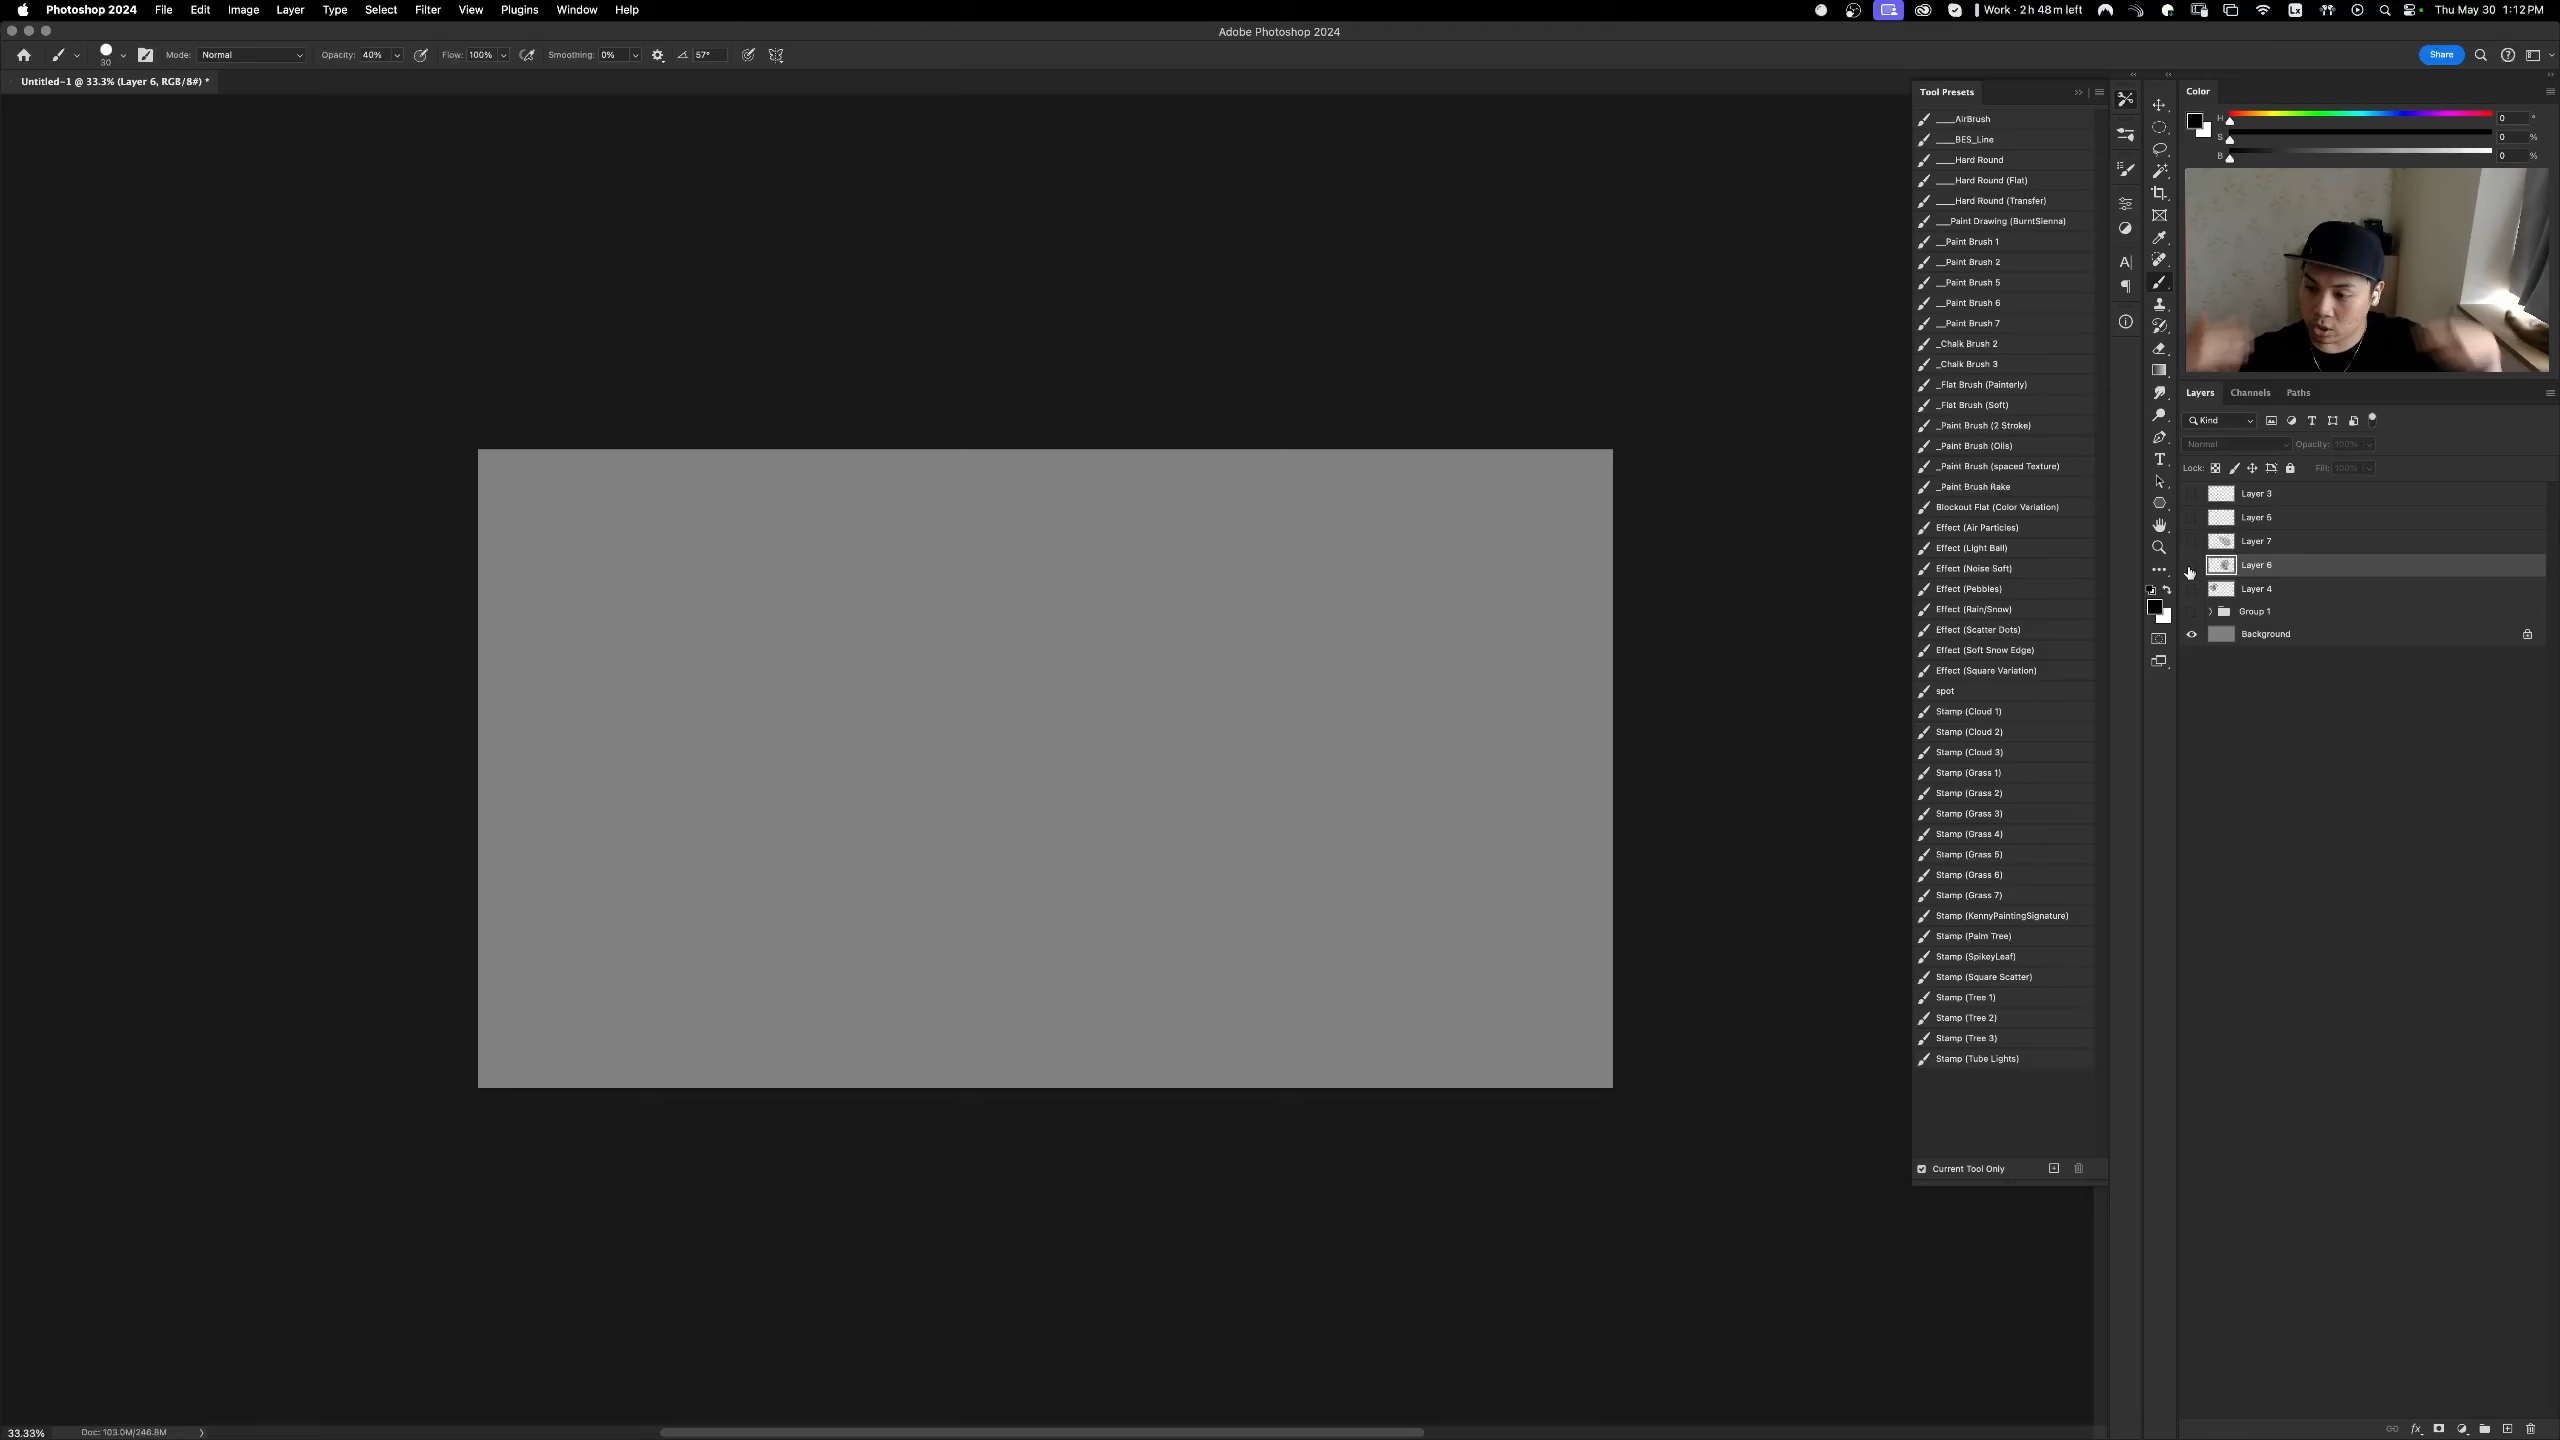 Photoshop 2024 File Edit Image Layer Type Select Filter View Plugins Window Help
Work · 2 h 48 m left Thu May 30 1:12 PM
Adobe Photoshop 2024
30 Mode: Normal Opacity: 40% Flow: 100% Smoothing: 0% 57° Share
Untitled-1 @ 33.3% (Layer 6, RGB/8#) *
Tool Presets
____AirBrush
____BES_Line
____Hard Round
____Hard Round (Flat)
____Hard Round (Transfer)
___Paint Drawing (BurntSienna)
__Paint Brush 1
__Paint Brush 2
__Paint Brush 5
__Paint Brush 6
__Paint Brush 7
_Chalk Brush 2
_Chalk Brush 3
_Flat Brush (Painterly)
_Flat Brush (Soft)
_Paint Brush (2 Stroke)
_Paint Brush (Oils)
_Paint Brush (spaced Texture)
_Paint Brush Rake
Blockout Flat (Color Variation)
Effect (Air Particles)
Effect (Light Ball)
Effect (Noise Soft)
Effect (Pebbles)
Effect (Rain/Snow)
Effect (Scatter Dots)
Effect (Soft Snow Edge)
Effect (Square Variation)
spot
Stamp (Cloud 1)
Stamp (Cloud 2)
Stamp (Cloud 3)
Stamp (Grass 1)
Stamp (Grass 2)
Stamp (Grass 3)
Stamp (Grass 4)
Stamp (Grass 5)
Stamp (Grass 6)
Stamp (Grass 7)
Stamp (KennyPaintingSignature)
Stamp (Palm Tree)
Stamp (SpikeyLeaf)
Stamp (Square Scatter)
Stamp (Tree 1)
Stamp (Tree 2)
Stamp (Tree 3)
Stamp (Tube Lights)
Current Tool Only
Color
H 0 °
S 0 %
B 0 %
Layers Channels Paths
Kind
Normal Opacity: 100%
Lock: Fill: 100%
Layer 3
Layer 5
Layer 7
Layer 6
Layer 4
Group 1
Background
33.33% Doc: 103.0M/246.8M